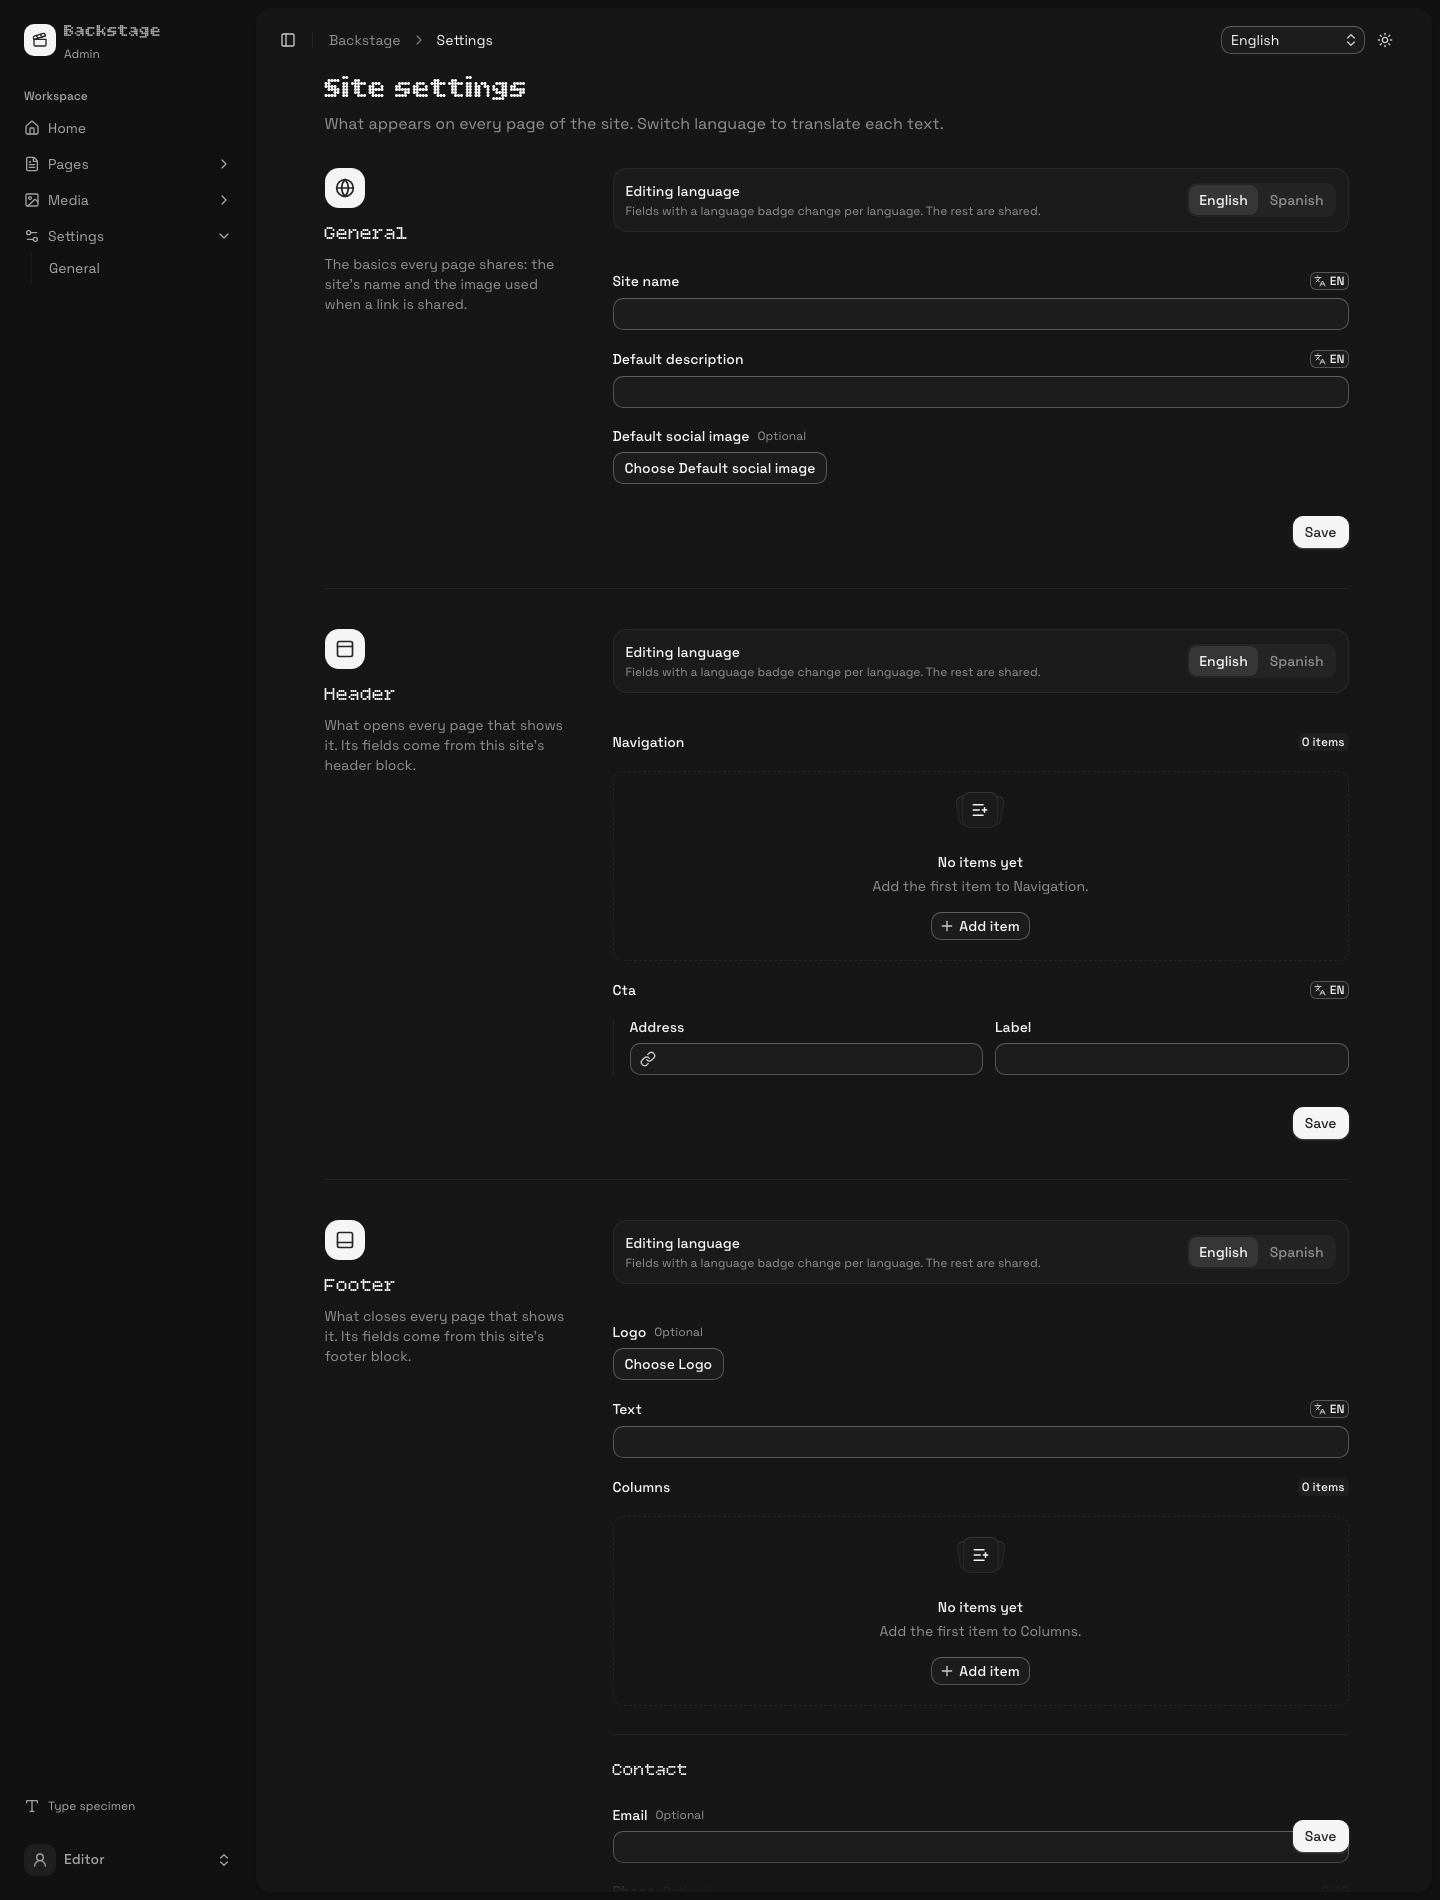 Backstage
Admin
Workspace
Home
Pages
Media
Settings
General
Type specimen
Editor
Backstage
Settings
English
Site settings
What appears on every page of the site. Switch language to translate each text.
General
The basics every page shares: the
site's name and the image used
when a link is shared.
Editing language
Fields with a language badge change per language. The rest are shared.
English
Spanish
Site name
EN
Default description
EN
Default social image Optional
Choose Default social image
Save
Header
What opens every page that shows
it. Its fields come from this site's
header block.
Editing language
Fields with a language badge change per language. The rest are shared.
English
Spanish
Navigation
0 items
No items yet
Add the first item to Navigation.
Add item
Cta
EN
Address
Label
Save
Footer
What closes every page that shows
it. Its fields come from this site's
footer block.
Editing language
Fields with a language badge change per language. The rest are shared.
English
Spanish
Logo Optional
Choose Logo
Text
EN
Columns
0 items
No items yet
Add the first item to Columns.
Add item
Contact
Email Optional
Save